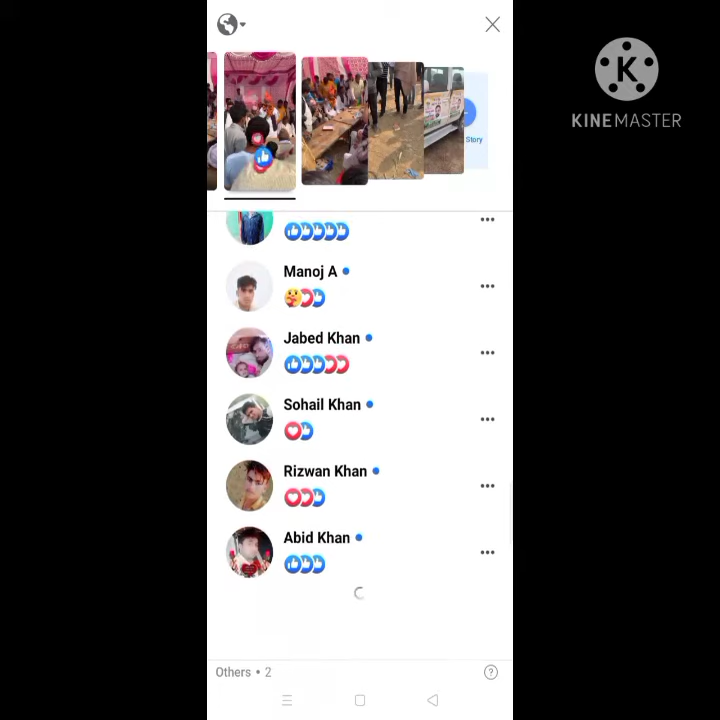 KINEMASTER
Story
Manoj A
Jabed Khan
Sohail Khan
Rizwan Khan
Abid Khan
Others • 2